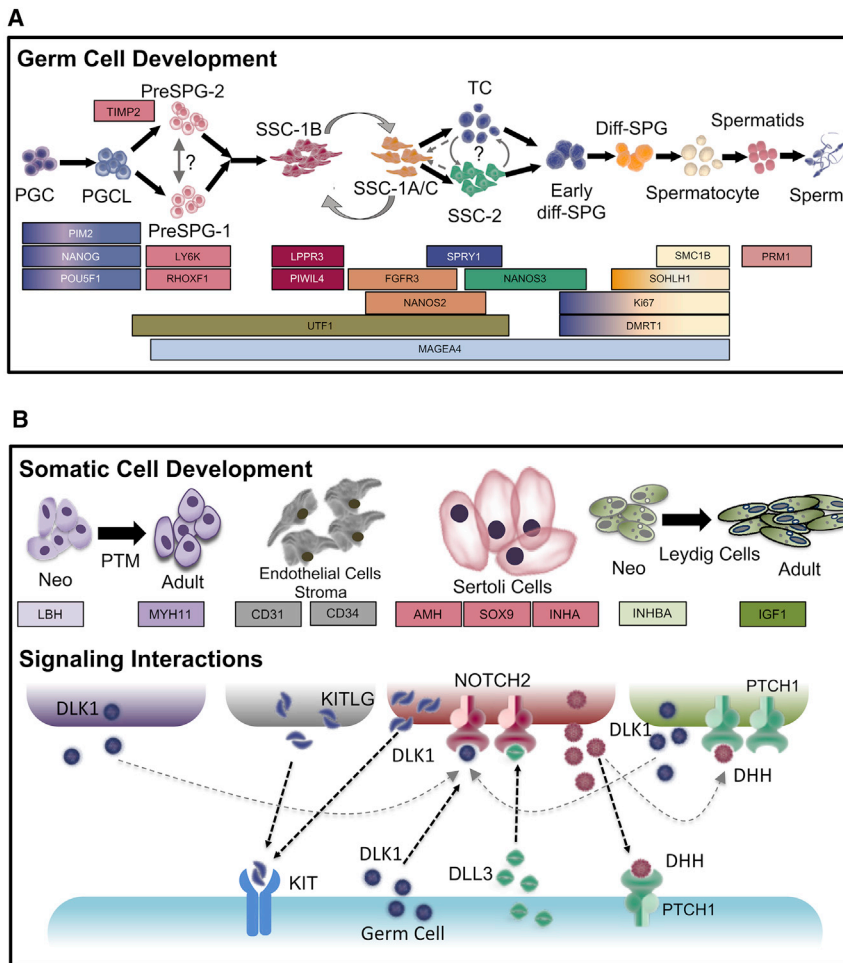 A
Germ Cell Development
TIMP2
PreSPG-2
SSC-1B
TC
Diff-SPG
Spermatids
?
?
PGC
PGCL
PreSPG-1
SSC-1A/C
SSC-2
Early
diff-SPG
Spermatocyte
Sperm
PIM2
NANOG
POU5F1
LY6K
RHOXF1
LPPR3
PIWIL4
SPRY1
FGFR3
NANOS3
NANOS2
SMC1B
SOHLH1
Ki67
DMRT1
PRM1
UTF1
MAGEA4
B
Somatic Cell Development
Neo
PTM
Adult
Endothelial Cells
Stroma
Sertoli Cells
Neo
Leydig Cells
Adult
LBH
MYH11
CD31
CD34
AMH
SOX9
INHA
INHBA
IGF1
Signaling Interactions
DLK1
KITLG
NOTCH2
DLK1
DLK1
PTCH1
DHH
KIT
DLK1
DLL3
DHH
PTCH1
Germ Cell